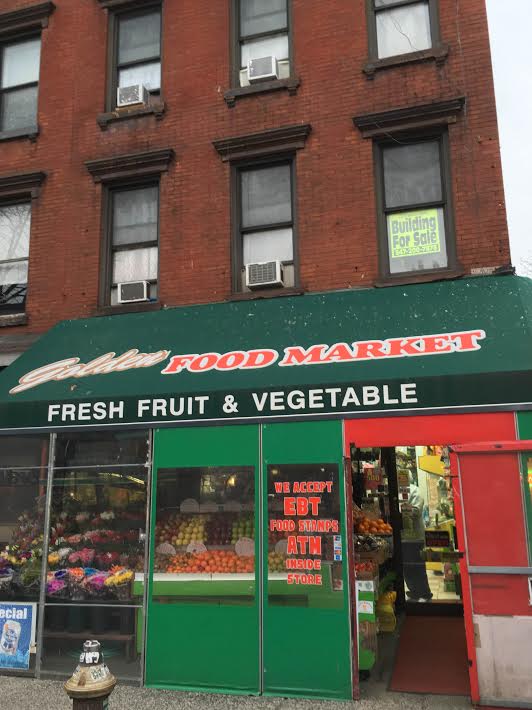 Building
For Sale
Golden FOOD MARKET
FRESH FRUIT & VEGETABLE
WE ACCEPT
EBT
FOOD STAMPS
ATM
INSIDE
STORE
ecial